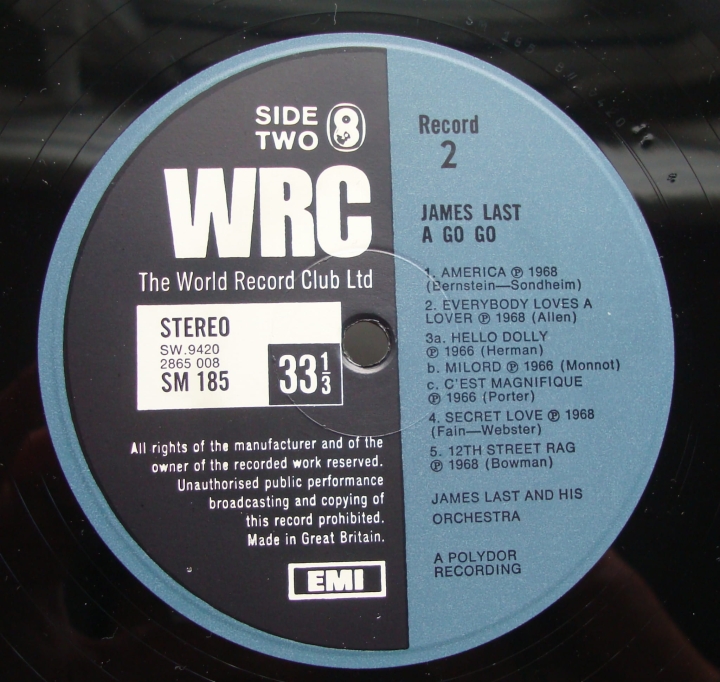 SIDE
TWO 8
WRC
The World Record Club Ltd
STEREO
SW.9420
2865 008
SM 185
33 1/3
All rights of the manufacturer and of the
owner of the recorded work reserved.
Unauthorised public performance
broadcasting and copying of
this record prohibited.
Made in Great Britain.
EMI
Record
2
JAMES LAST
A GO GO
1. AMERICA ℗ 1968
(Bernstein—Sondheim)
2. EVERYBODY LOVES A
LOVER ℗ 1968 (Allen)
3a. HELLO DOLLY
℗ 1966 (Herman)
b. MILORD ℗ 1966 (Monnot)
c. C'EST MAGNIFIQUE
℗ 1966 (Porter)
4. SECRET LOVE ℗ 1968
(Fain—Webster)
5. 12TH STREET RAG
℗ 1968 (Bowman)
JAMES LAST AND HIS
ORCHESTRA
A POLYDOR
RECORDING